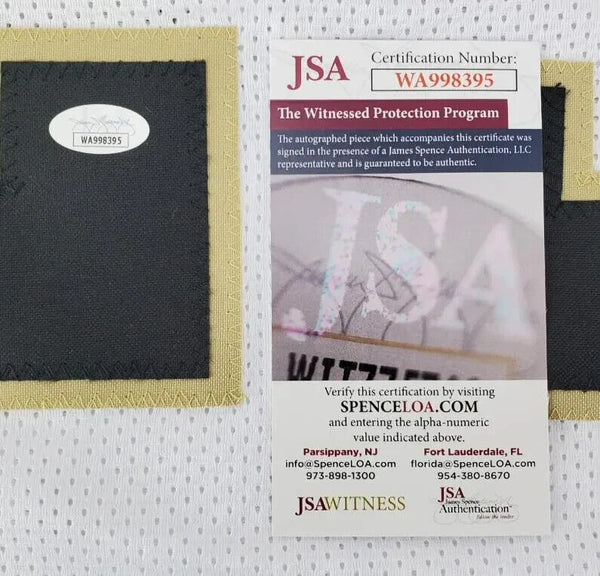 WA998395
JSA
Certification Number:
WA998395
The Witnessed Protection Program
The autographed piece which accompanies this certificate was
signed in the presence of a James Spence Authentication, LLC
representative and is guaranteed to be authentic.
JSA
Verify this certification by visiting
SPENCELOA.COM
and entering the alpha-numeric
value indicated above.
Parsippany, NJ
info@SpenceLOA.com
973-898-1300
Fort Lauderdale, FL
florida@SpenceLOA.com
954-380-8670
JSAWITNESS
JSA
James Spence
Authentication